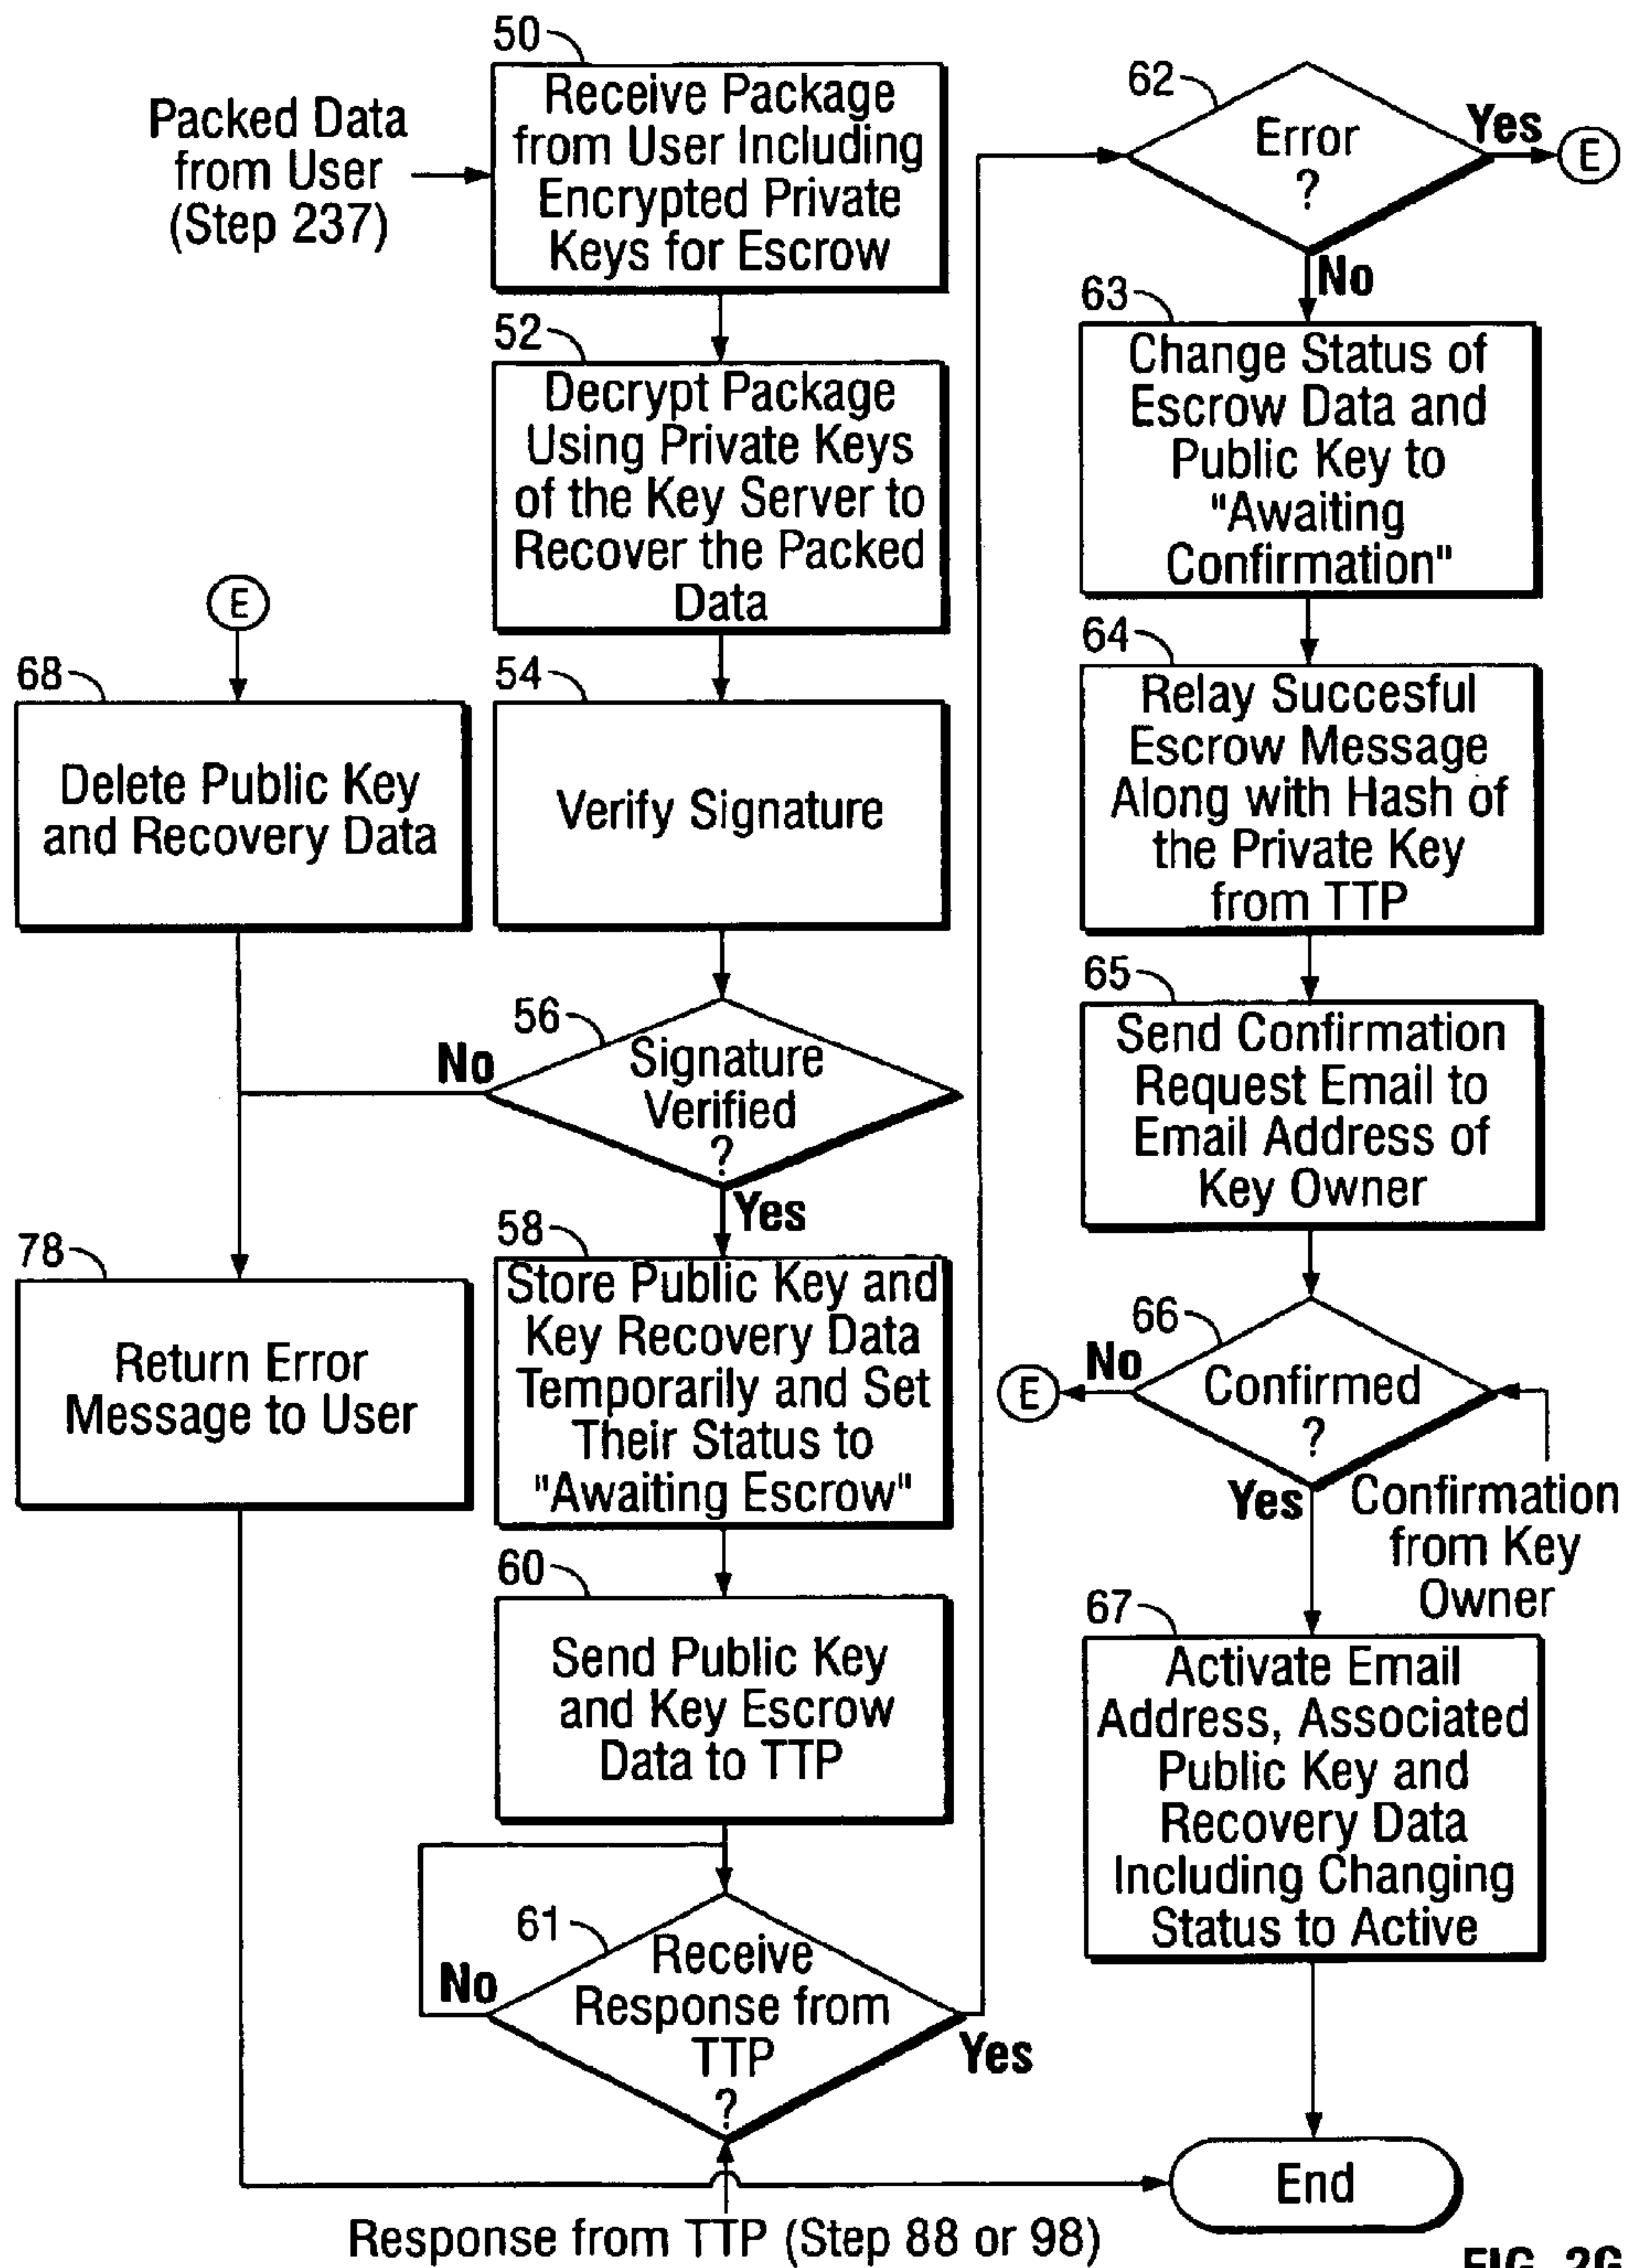 50
Packed Data
from User
(Step 237)
Receive Package
from User Including
Encrypted Private
Keys for Escrow
52
Decrypt Package
Using Private Keys
of the Key Server to
Recover the Packed
Data
E
68
Delete Public Key
and Recovery Data
54
Verify Signature
56
Signature
Verified
?
No
Yes
78
Return Error
Message to User
58
Store Public Key and
Key Recovery Data
Temporarily and Set
Their Status to
"Awaiting Escrow"
60
Send Public Key
and Key Escrow
Data to TTP
61
Receive
Response from
TTP
?
No
Yes
Response from TTP (Step 88 or 98)
62
Error
?
Yes
E
No
63
Change Status of
Escrow Data and
Public Key to
"Awaiting
Confirmation"
64
Relay Succesful
Escrow Message
Along with Hash of
the Private Key
from TTP
65
Send Confirmation
Request Email to
Email Address of
Key Owner
66
Confirmed
?
No
E
Yes
Confirmation
from Key
Owner
67
Activate Email
Address, Associated
Public Key and
Recovery Data
Including Changing
Status to Active
End
FIG. 2G